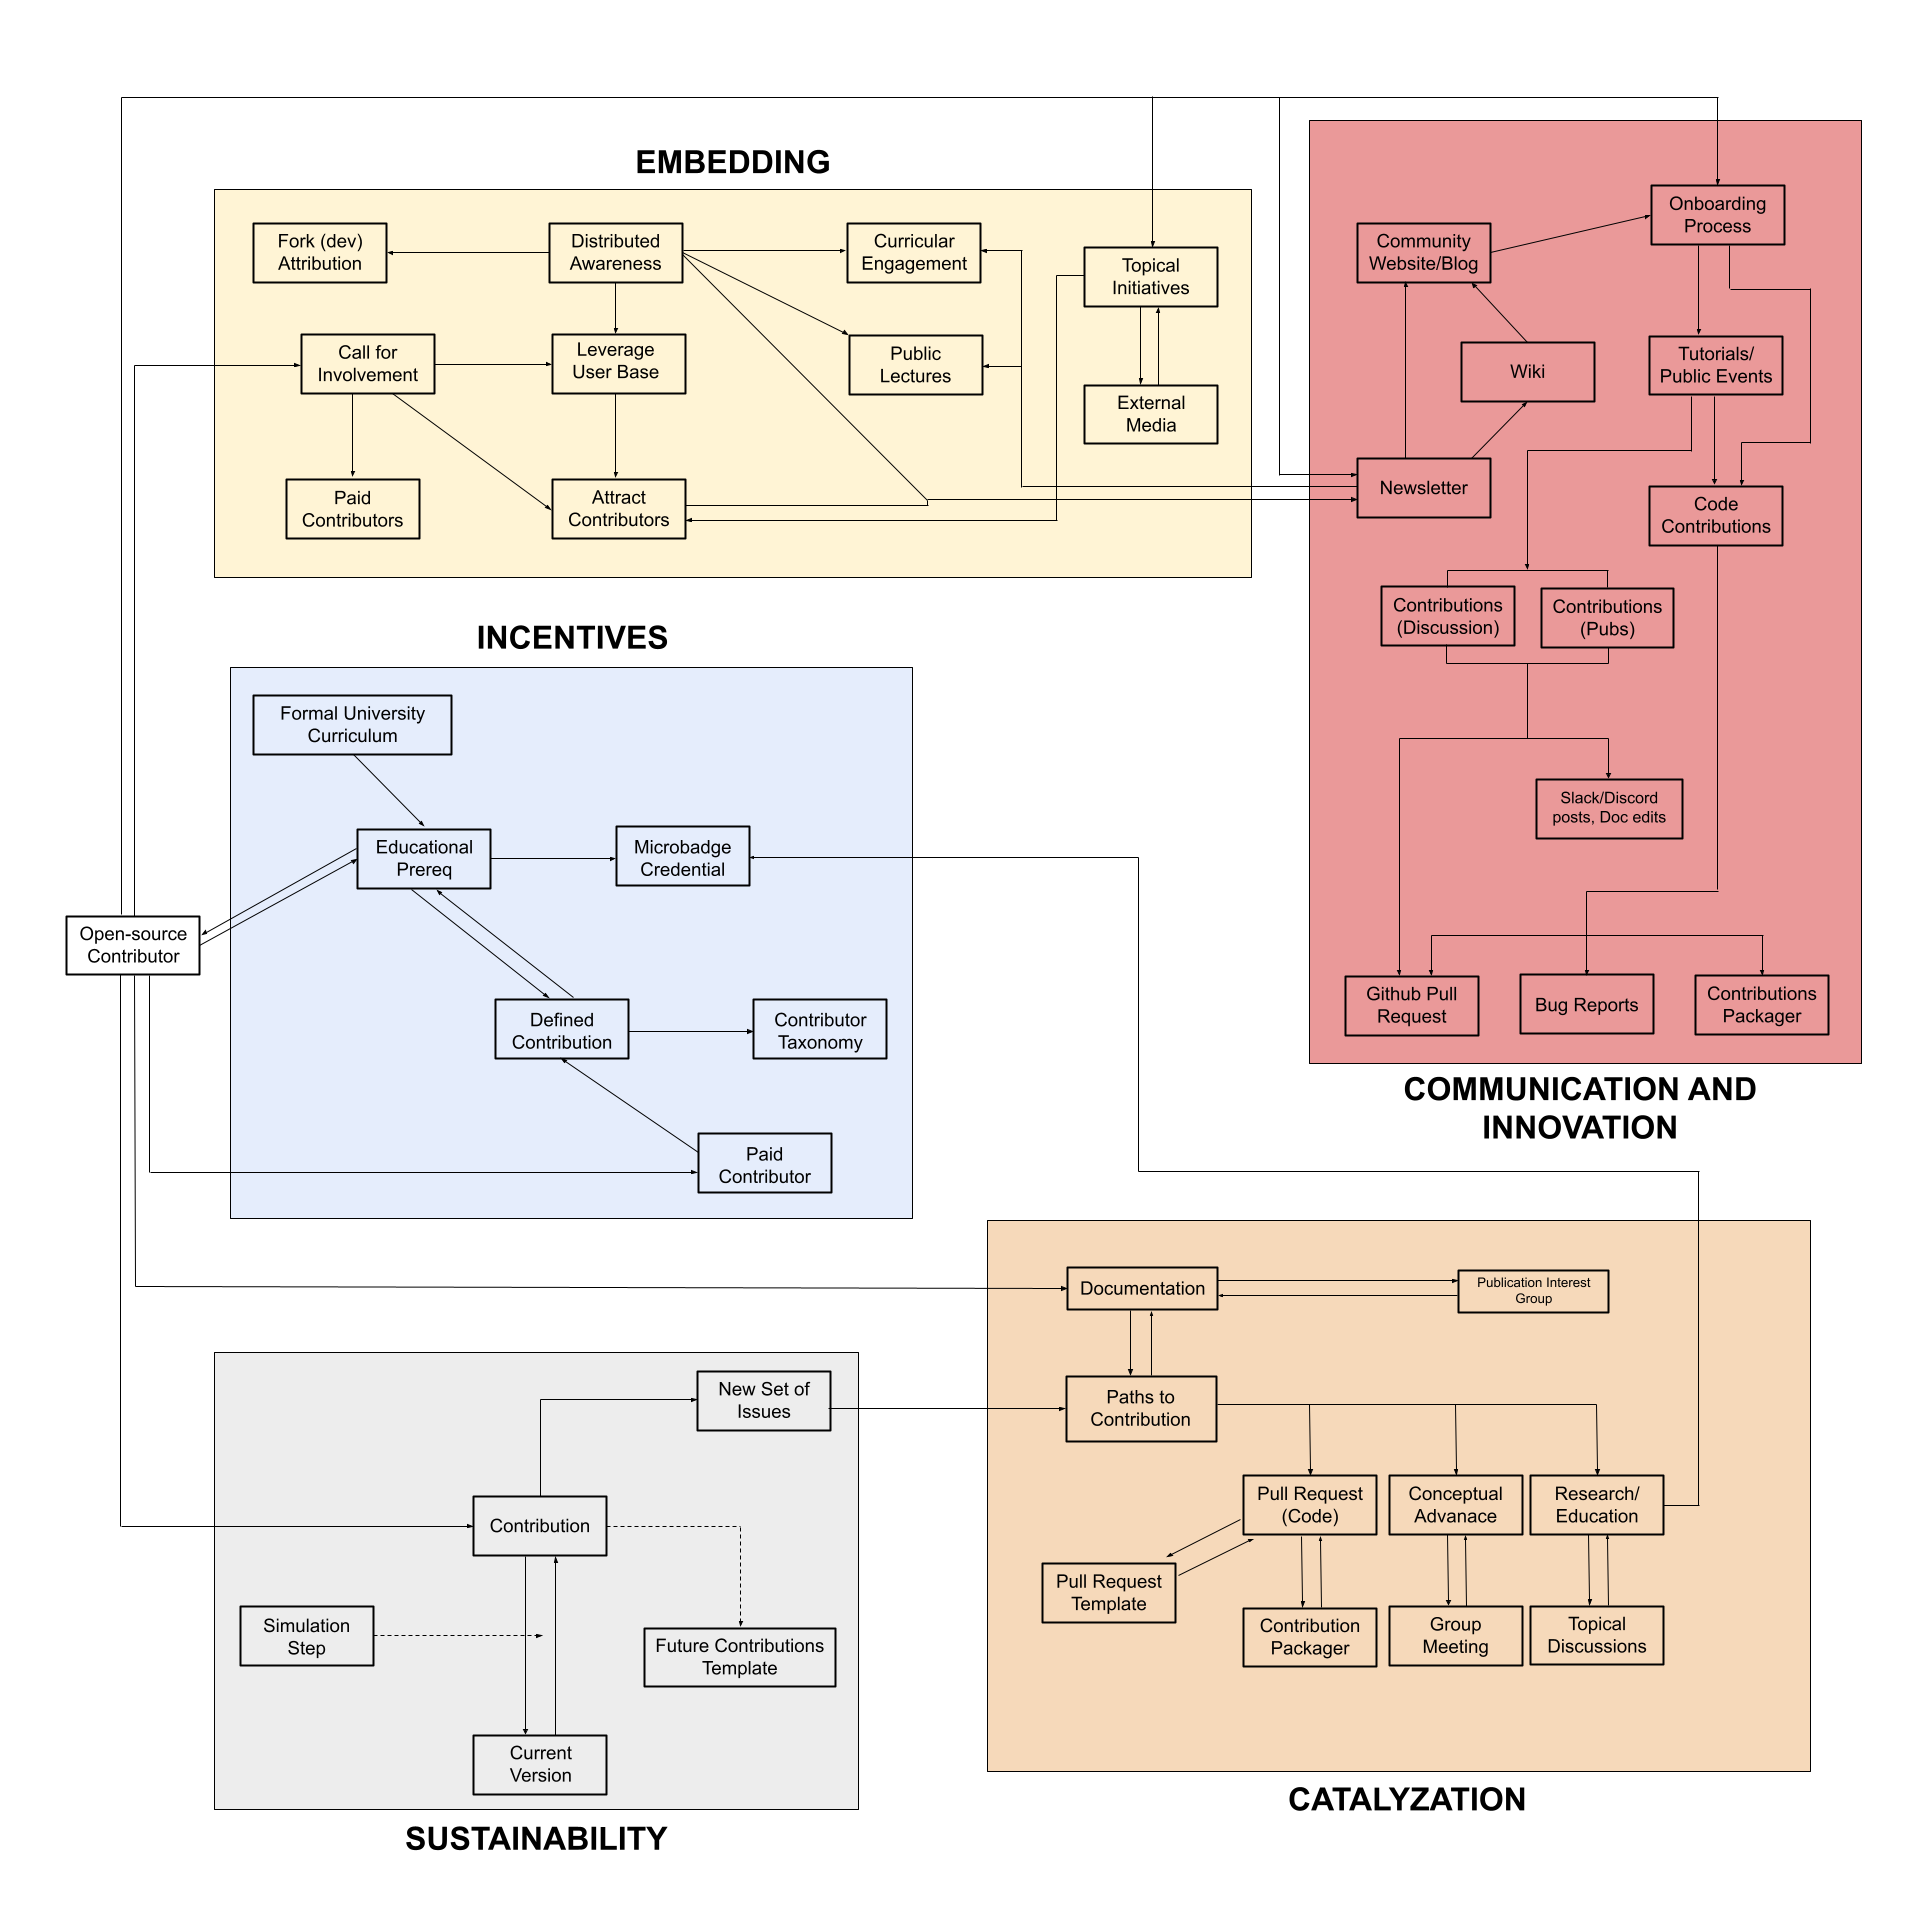 EMBEDDING
Fork (dev)
Attribution
Distributed
Awareness
Curricular
Engagement
Topical
Initiatives
Call for
Involvement
Leverage
User Base
Public
Lectures
External
Media
Paid
Contributors
Attract
Contributors
Onboarding
Process
Community
Website/Blog
Wiki
Tutorials/
Public Events
Newsletter
Code
Contributions
Contributions
(Discussion)
Contributions
(Pubs)
Slack/Discord
posts, Doc edits
Github Pull
Request
Bug Reports
Contributions
Packager
COMMUNICATION AND
INNOVATION
INCENTIVES
Formal University
Curriculum
Educational
Prereq
Microbadge
Credential
Open-source
Contributor
Defined
Contribution
Contributor
Taxonomy
Paid
Contributor
Documentation
Publication Interest
Group
Paths to
Contribution
Pull Request
(Code)
Conceptual
Advanace
Research/
Education
Pull Request
Template
Contribution
Packager
Group
Meeting
Topical
Discussions
CATALYZATION
New Set of
Issues
Contribution
Simulation
Step
Future Contributions
Template
Current
Version
SUSTAINABILITY